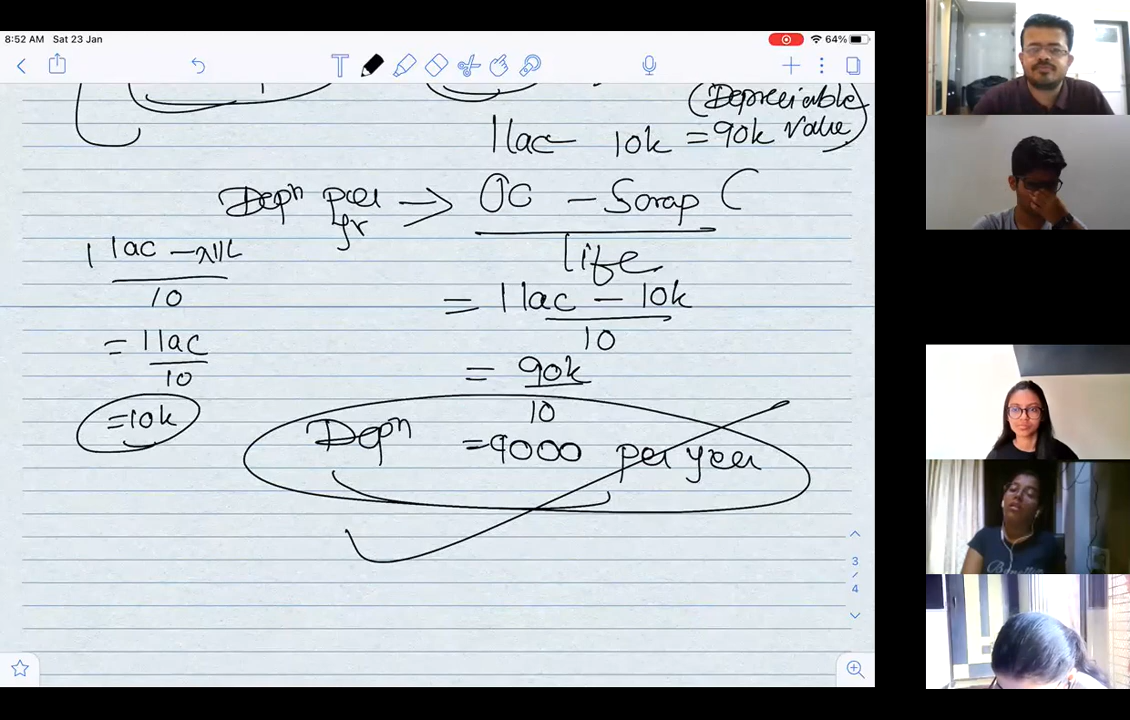 8:52 AM Sat 23 Jan
64%
(Depreciable
1lac - 10k = 90k Value)
Depn per yr → OC - Scrap
life
1lac - NIL
10
= 1lac - 10k
10
= 1lac
10
= 90k
10
=10k
Depn =9000 per year
3
/
4